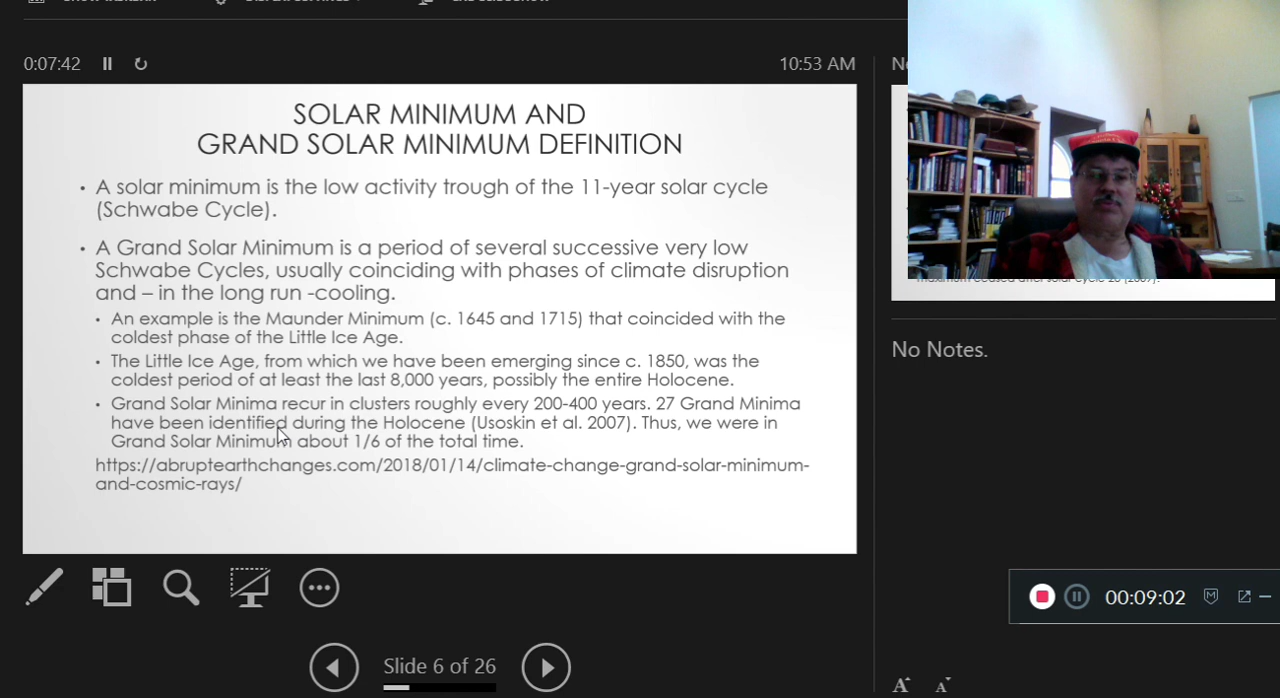 0:07:42
10:53 AM
SOLAR MINIMUM AND
GRAND SOLAR MINIMUM DEFINITION
• A solar minimum is the low activity trough of the 11-year solar cycle
(Schwabe Cycle).
• A Grand Solar Minimum is a period of several successive very low
Schwabe Cycles, usually coinciding with phases of climate disruption
and – in the long run -cooling.
• An example is the Maunder Minimum (c. 1645 and 1715) that coincided with the
coldest phase of the Little Ice Age.
• The Little Ice Age, from which we have been emerging since c. 1850, was the
coldest period of at least the last 8,000 years, possibly the entire Holocene.
• Grand Solar Minima recur in clusters roughly every 200-400 years. 27 Grand Minima
have been identified during the Holocene (Usoskin et al. 2007). Thus, we were in
Grand Solar Minimum about 1/6 of the total time.
https://abruptearthchanges.com/2018/01/14/climate-change-grand-solar-minimum-
and-cosmic-rays/
Slide 6 of 26
No Notes.
00:09:02
A A